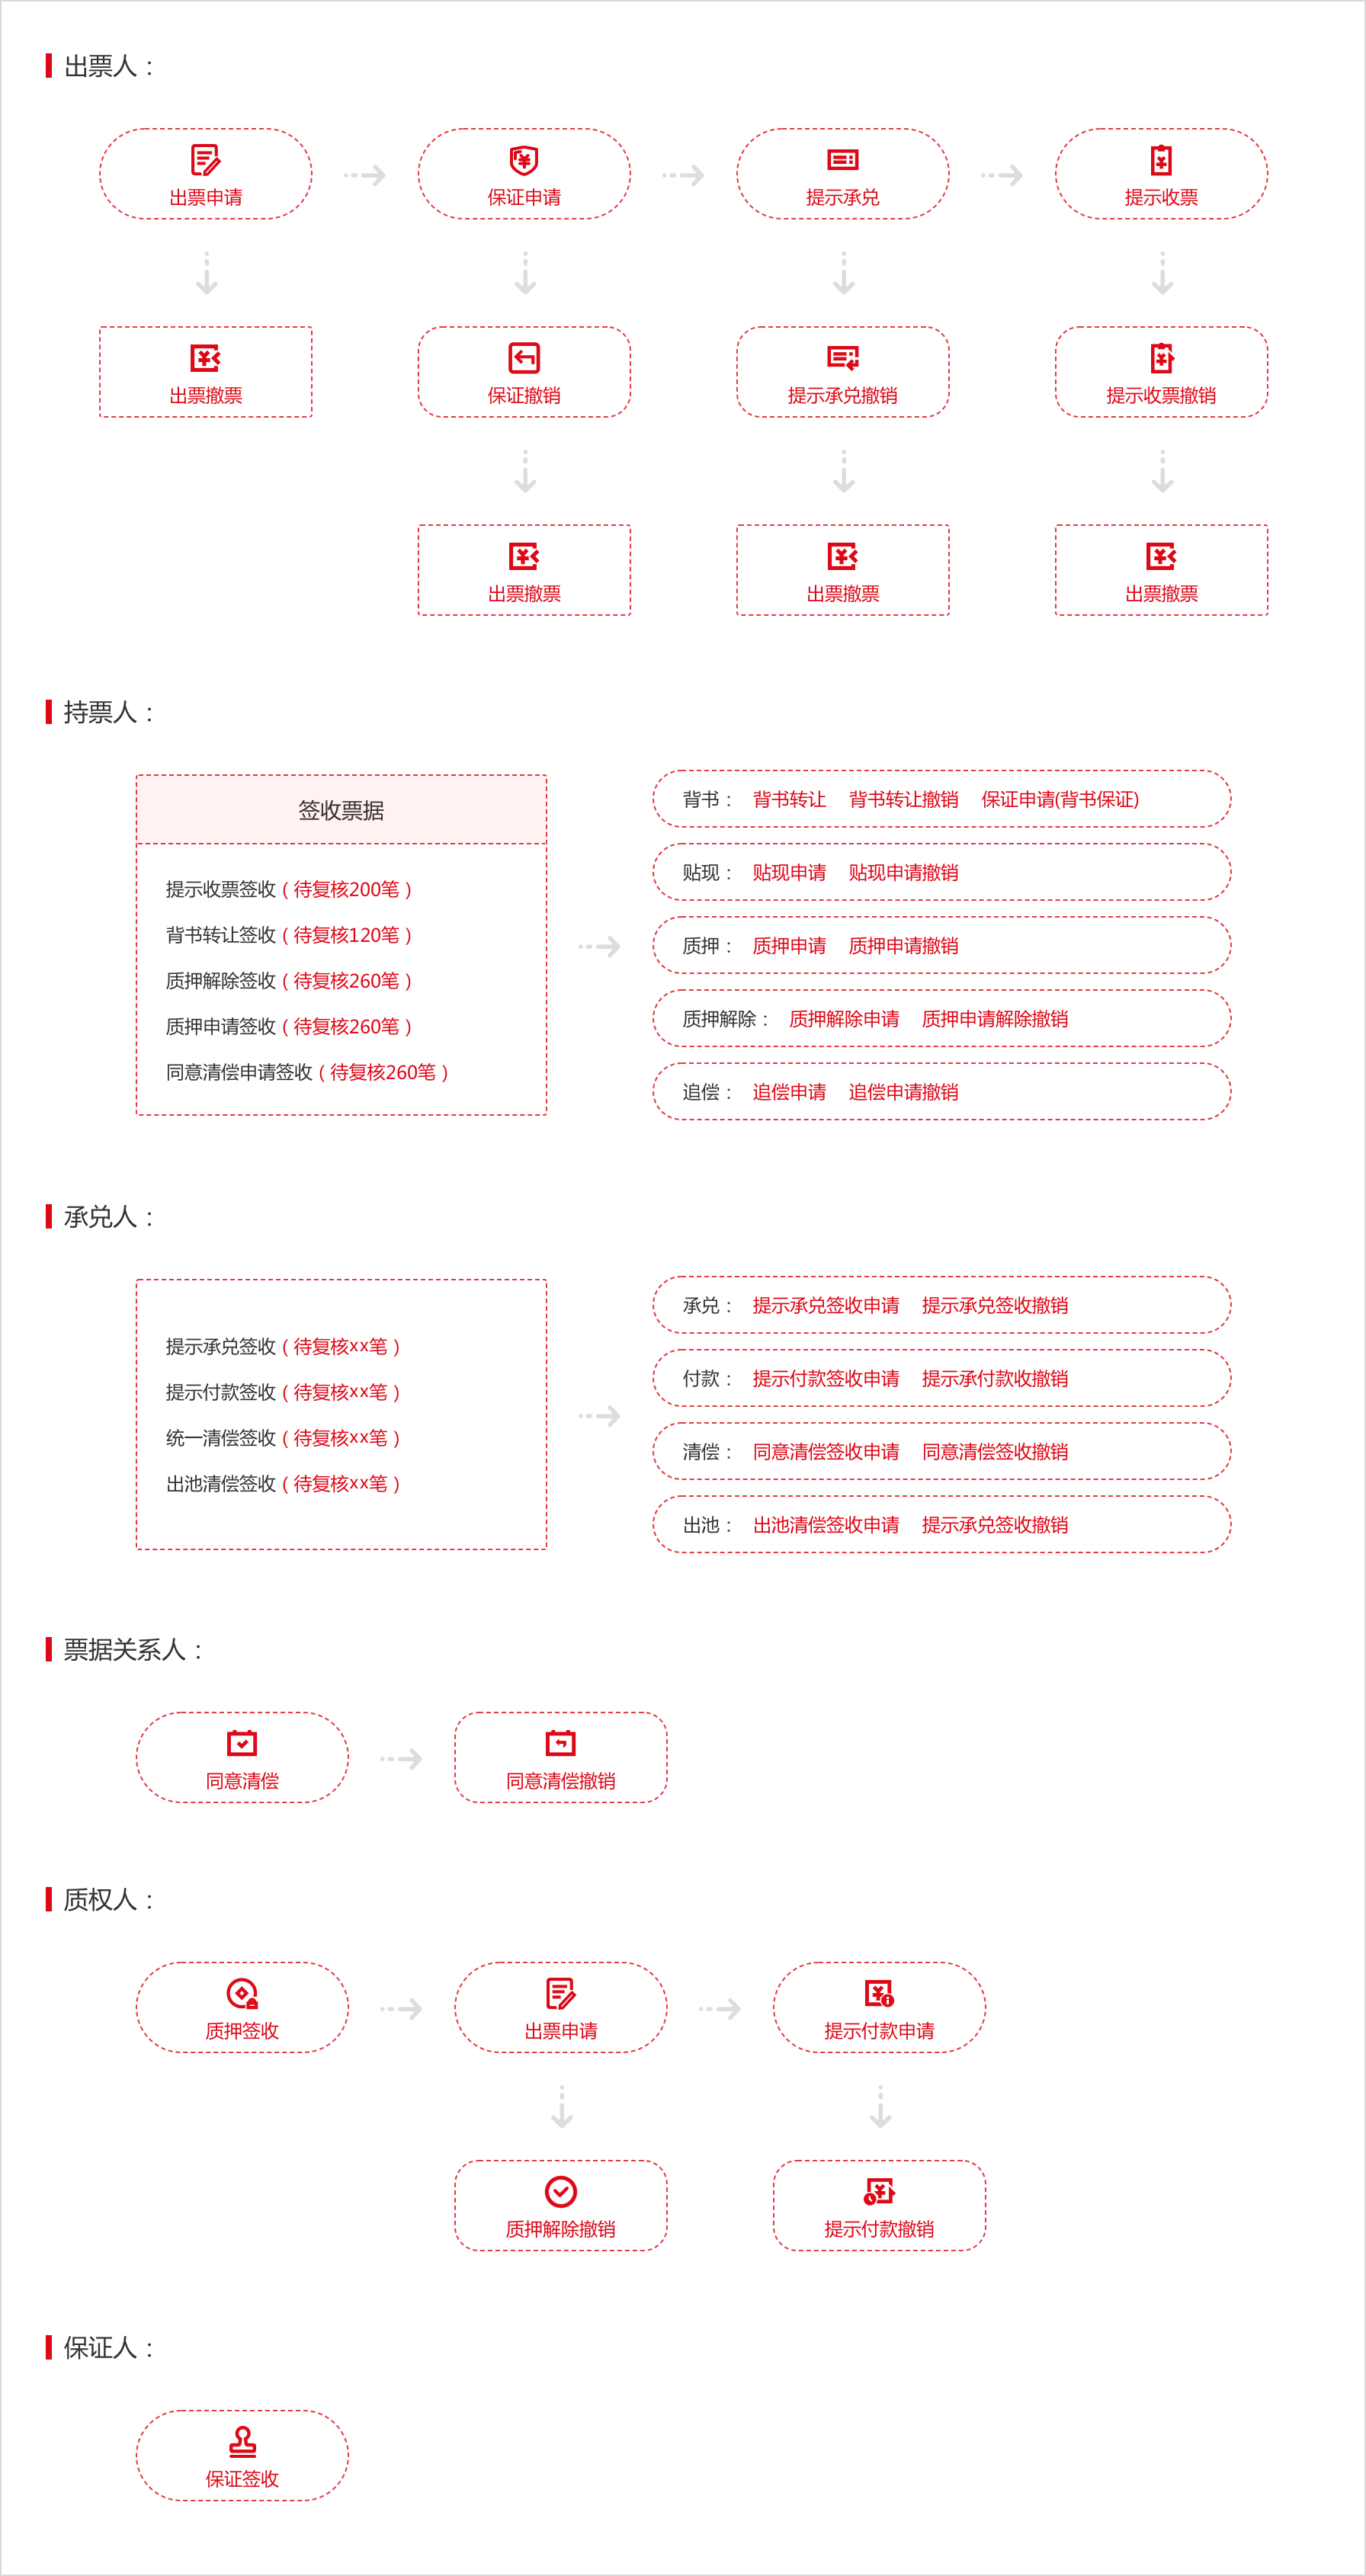 出票人：
出票申请
保证申请
提示承兑
提示收票
出票撤票
保证撤销
提示承兑撤销
提示收票撤销
出票撤票
出票撤票
出票撤票
持票人：
签收票据
提示收票签收（待复核200笔）
背书转让签收（待复核120笔）
质押解除签收（待复核260笔）
质押申请签收（待复核260笔）
同意清偿申请签收（待复核260笔）
背书： 背书转让 背书转让撤销 保证申请(背书保证)
贴现： 贴现申请 贴现申请撤销
质押： 质押申请 质押申请撤销
质押解除： 质押解除申请 质押申请解除撤销
追偿： 追偿申请 追偿申请撤销
承兑人：
提示承兑签收（待复核xx笔）
提示付款签收（待复核xx笔）
统一清偿签收（待复核xx笔）
出池清偿签收（待复核xx笔）
承兑： 提示承兑签收申请 提示承兑签收撤销
付款： 提示付款签收申请 提示承付款收撤销
清偿： 同意清偿签收申请 同意清偿签收撤销
出池： 出池清偿签收申请 提示承兑签收撤销
票据关系人：
同意清偿
同意清偿撤销
质权人：
质押签收
出票申请
提示付款申请
质押解除撤销
提示付款撤销
保证人：
保证签收